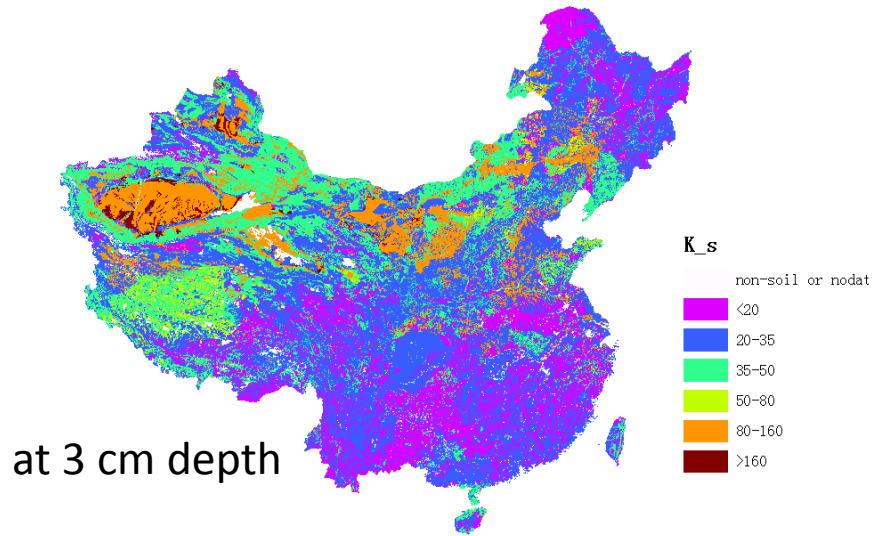 K_s
non-soil or nodat
<20
20-35
35-50
50-80
80-160
>160
at 3 cm depth